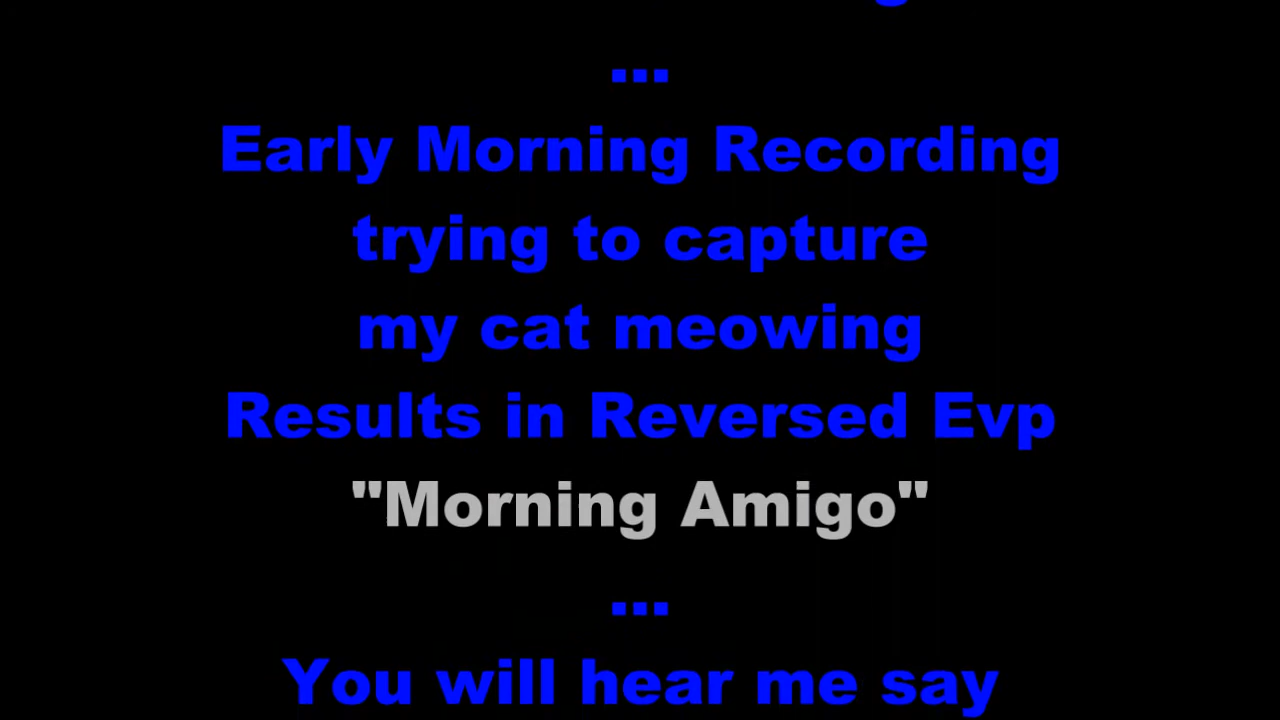 ...
Early Morning Recording
trying to capture
my cat meowing
Results in Reversed Evp
"Morning Amigo"
...
You will hear me say